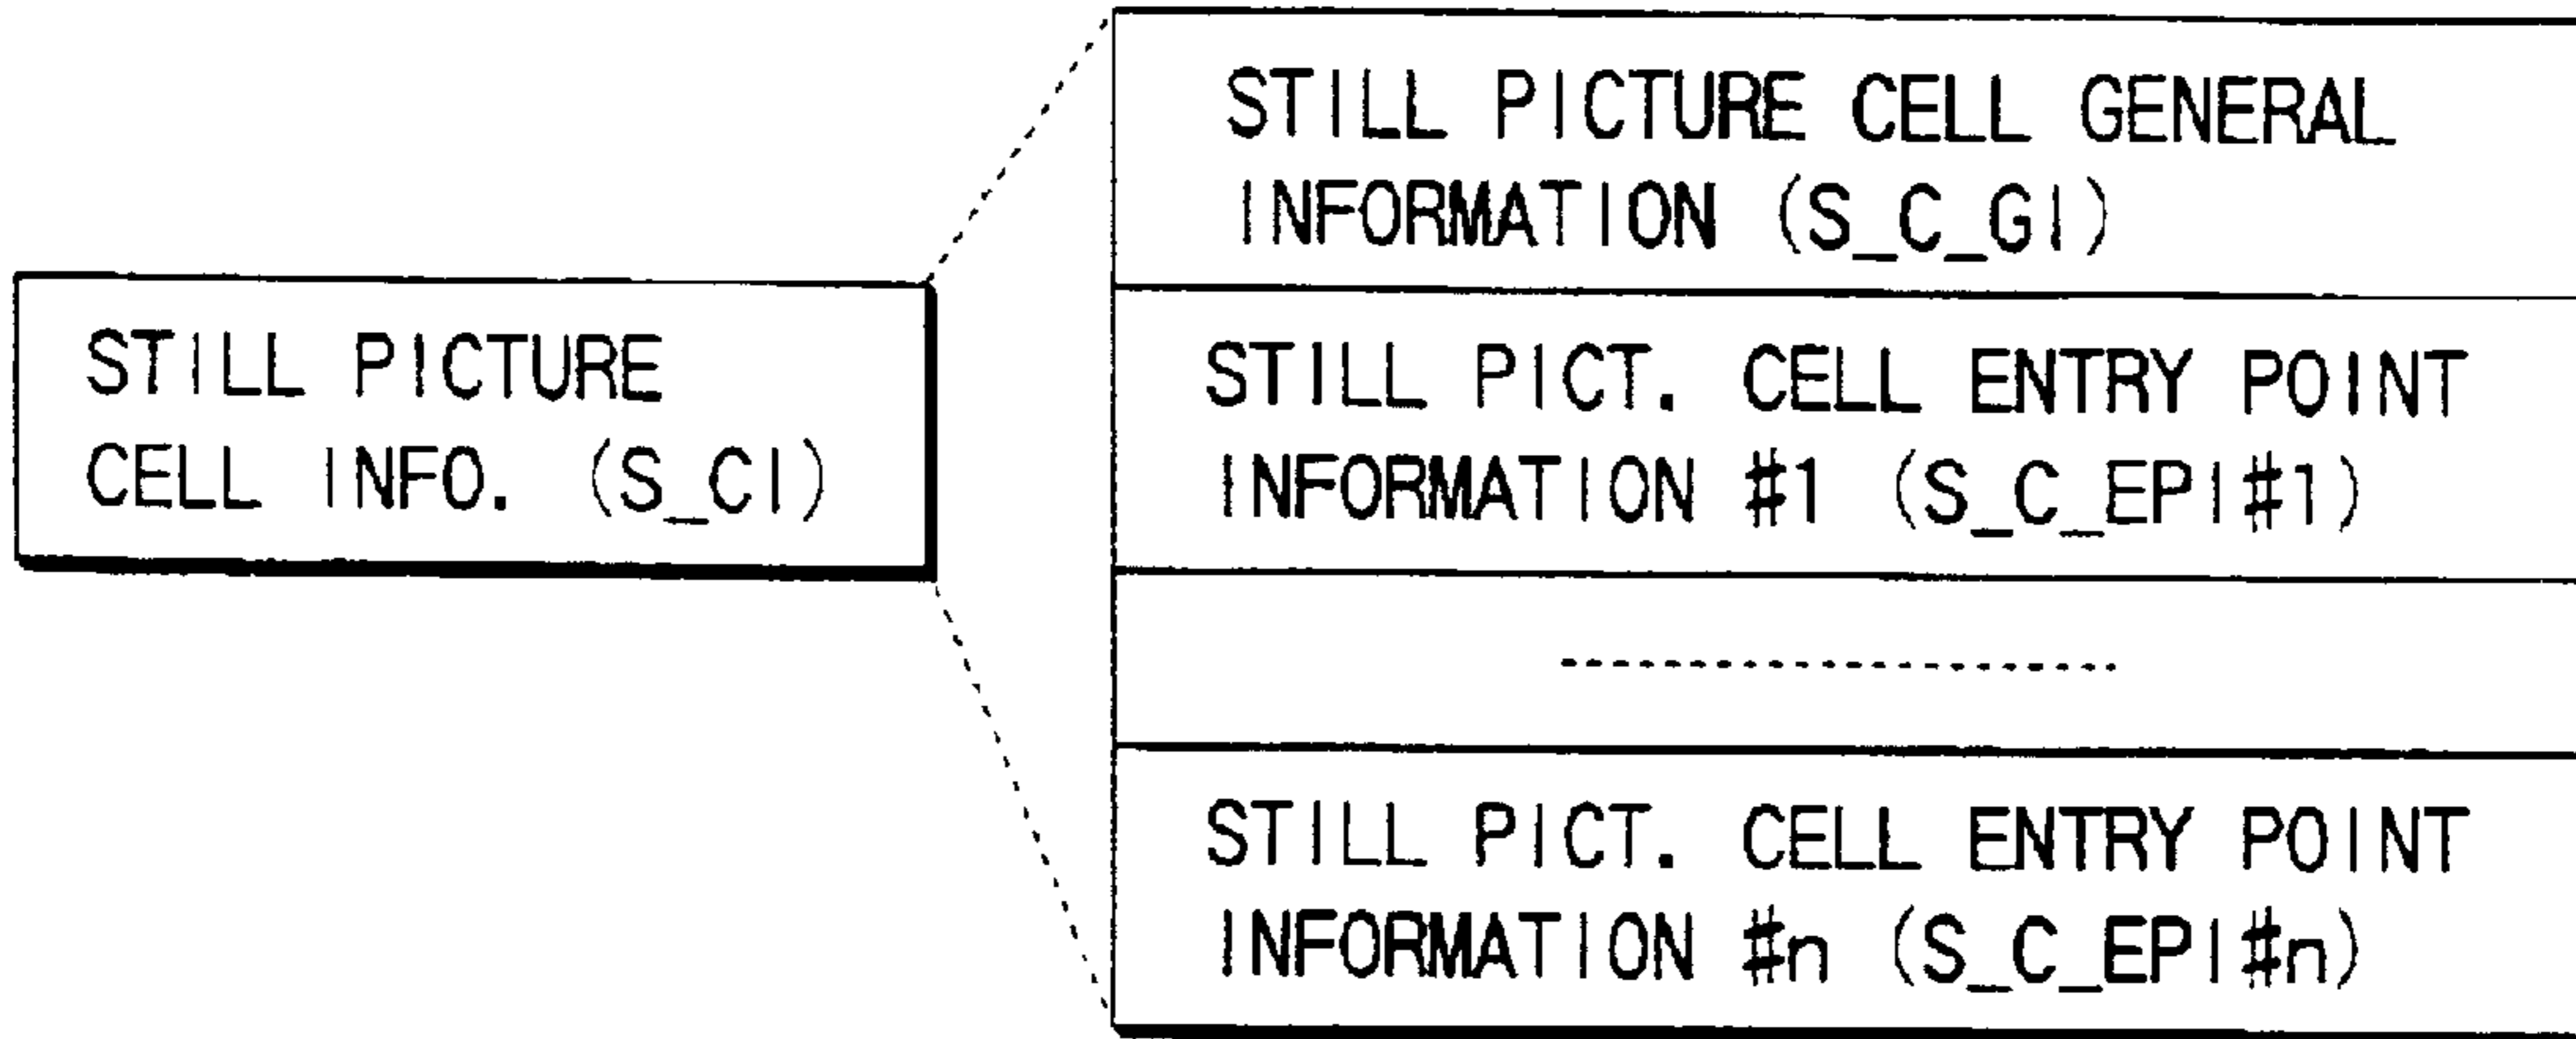 STILL PICTURE
CELL INFO. (S_CI)
STILL PICTURE CELL GENERAL
INFORMATION (S_C_GI)
STILL PICT. CELL ENTRY POINT
INFORMATION #1 (S_C_EPI#1)
STILL PICT. CELL ENTRY POINT
INFORMATION #n (S_C_EPI#n)